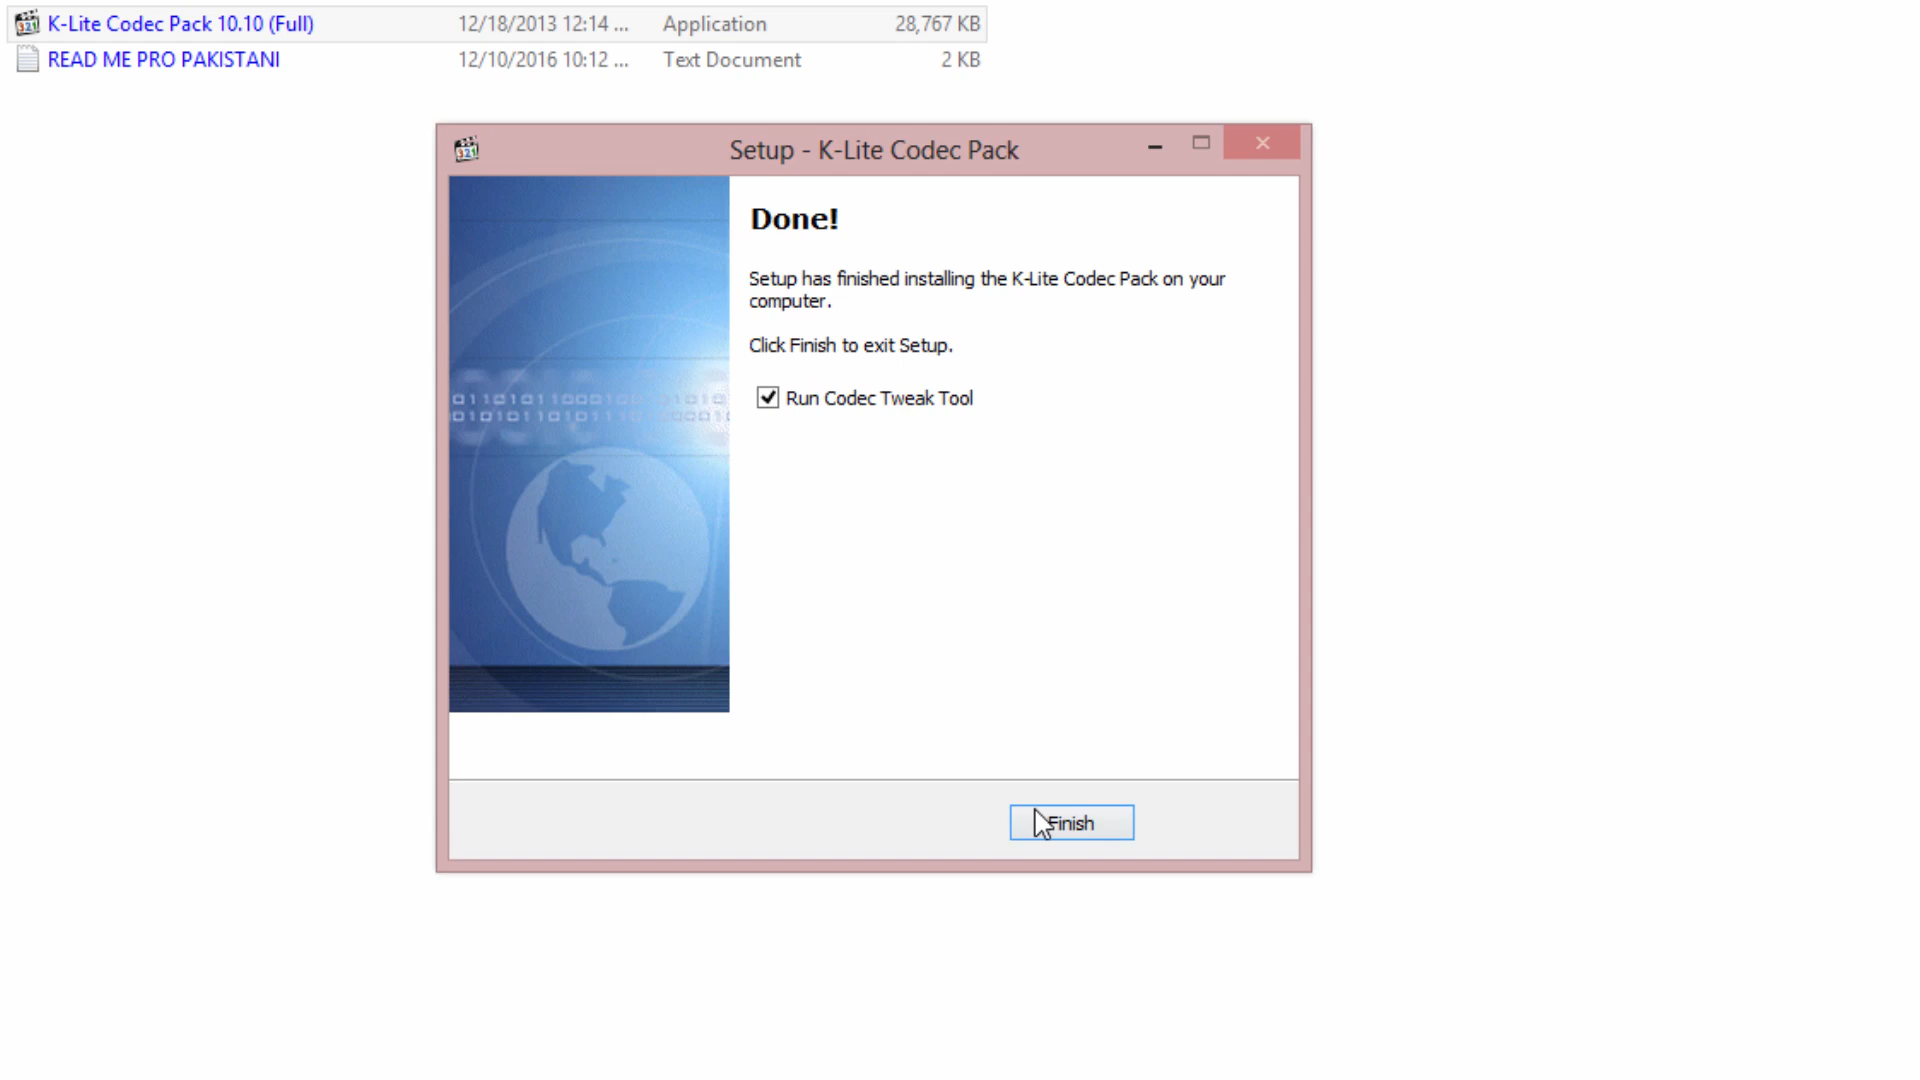 K-Lite Codec Pack 10.10 (Full) 12/18/2013 12:14 ... Application 28,767 KB
READ ME PRO PAKISTANI 12/10/2016 10:12 ... Text Document 2 KB
Setup - K-Lite Codec Pack
Done!
Setup has finished installing the K-Lite Codec Pack on your
computer.
Click Finish to exit Setup.
Run Codec Tweak Tool
Finish